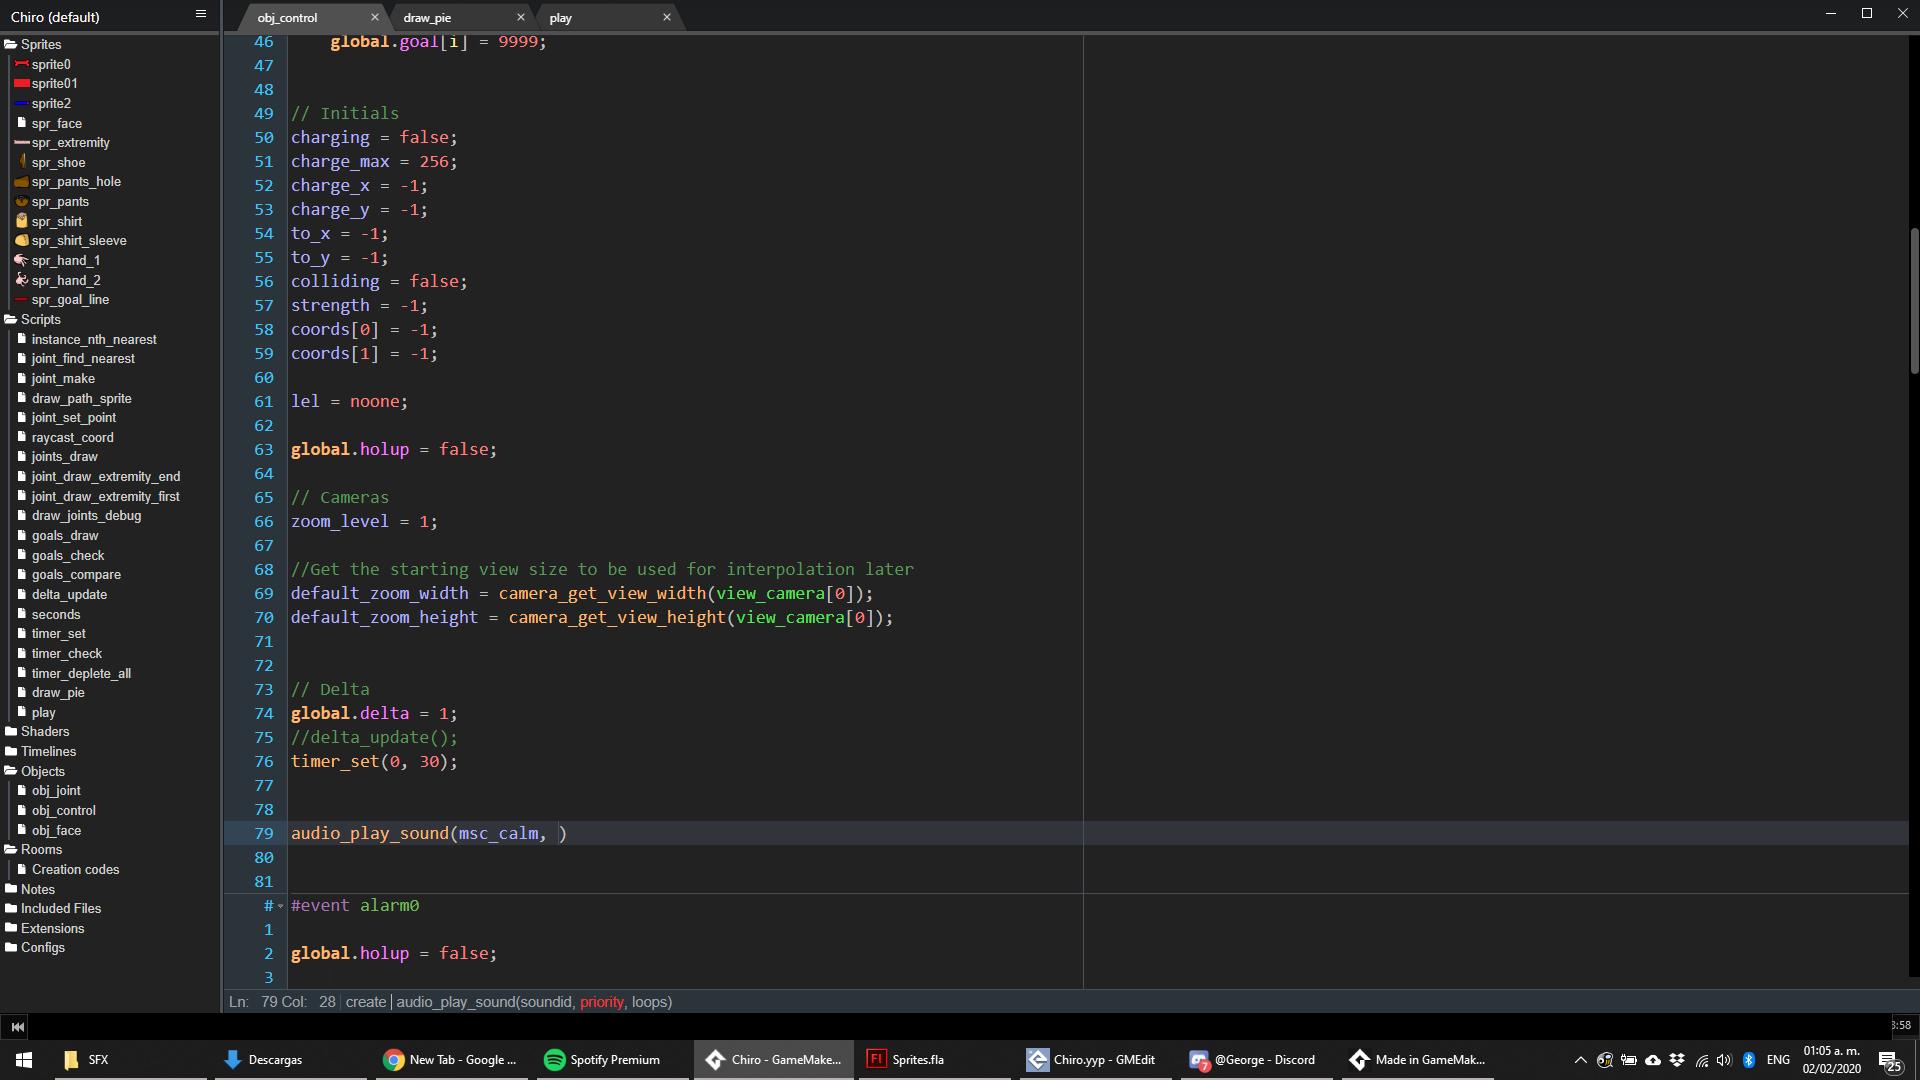 Chiro (default)
obj_control
draw_pie
play
Sprites
sprite0
sprite01
sprite2
spr_face
spr_extremity
spr_shoe
spr_pants_hole
spr_pants
spr_shirt
spr_shirt_sleeve
spr_hand_1
spr_hand_2
spr_goal_line
Scripts
instance_nth_nearest
joint_find_nearest
joint_make
draw_path_sprite
joint_set_point
raycast_coord
joints_draw
joint_draw_extremity_end
joint_draw_extremity_first
draw_joints_debug
goals_draw
goals_check
goals_compare
delta_update
seconds
timer_set
timer_check
timer_deplete_all
draw_pie
play
Shaders
Timelines
Objects
obj_joint
obj_control
obj_face
Rooms
Creation codes
Notes
Included Files
Extensions
Configs
46 global.goal[i] = 9999;
47
48
49 // Initials
50 charging = false;
51 charge_max = 256;
52 charge_x = -1;
53 charge_y = -1;
54 to_x = -1;
55 to_y = -1;
56 colliding = false;
57 strength = -1;
58 coords[0] = -1;
59 coords[1] = -1;
60
61 lel = noone;
62
63 global.holup = false;
64
65 // Cameras
66 zoom_level = 1;
67
68 //Get the starting view size to be used for interpolation later
69 default_zoom_width = camera_get_view_width(view_camera[0]);
70 default_zoom_height = camera_get_view_height(view_camera[0]);
71
72
73 // Delta
74 global.delta = 1;
75 //delta_update();
76 timer_set(0, 30);
77
78
79 audio_play_sound(msc_calm, )
80
81
# #event alarm0
1
2 global.holup = false;
3
Ln: 79 Col: 28 create audio_play_sound(soundid, priority, loops)
3:58
SFX
Descargas
New Tab - Google ...
Spotify Premium
Chiro - GameMake...
Fl Sprites.fla
Chiro.yyp - GMEdit
7 @George - Discord
Made in GameMak...
ENG
01:05 a. m.
02/02/2020
25